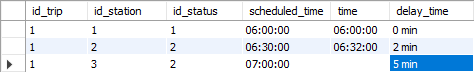 id_trip id_station id_status scheduled_time time delay_time
1 1 1 06:00:00 06:00:00 0 min
1 2 2 06:30:00 06:32:00 2 min
1 3 2 07:00:00 5 min